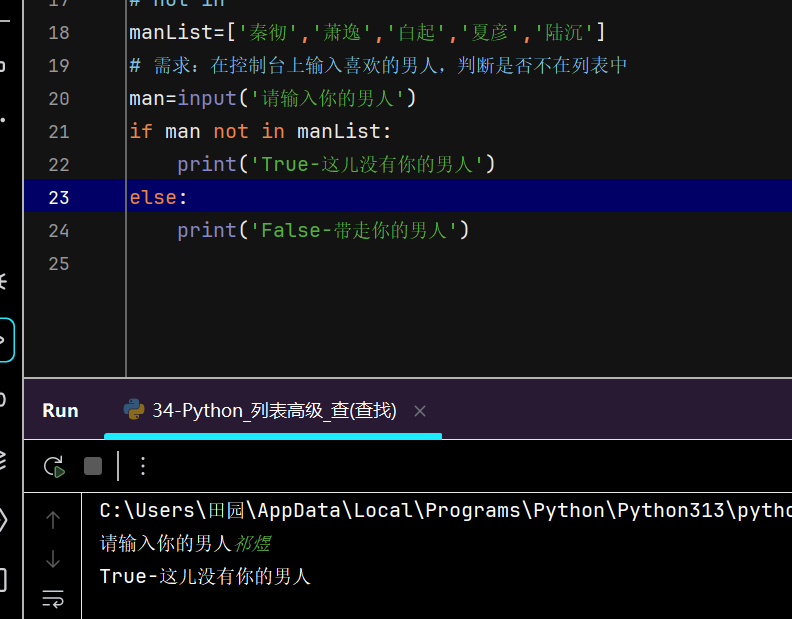 17 # not in
18 manList=['秦彻','萧逸','白起','夏彦','陆沉']
19 # 需求：在控制台上输入喜欢的男人，判断是否不在列表中
20 man=input('请输入你的男人')
21 if man not in manList:
22 print('True-这儿没有你的男人')
23 else:
24 print('False-带走你的男人')
25
Run 34-Python_列表高级_查(查找)
C:\Users\田园\AppData\Local\Programs\Python\Python313\pytho
请输入你的男人祁煜
True-这儿没有你的男人